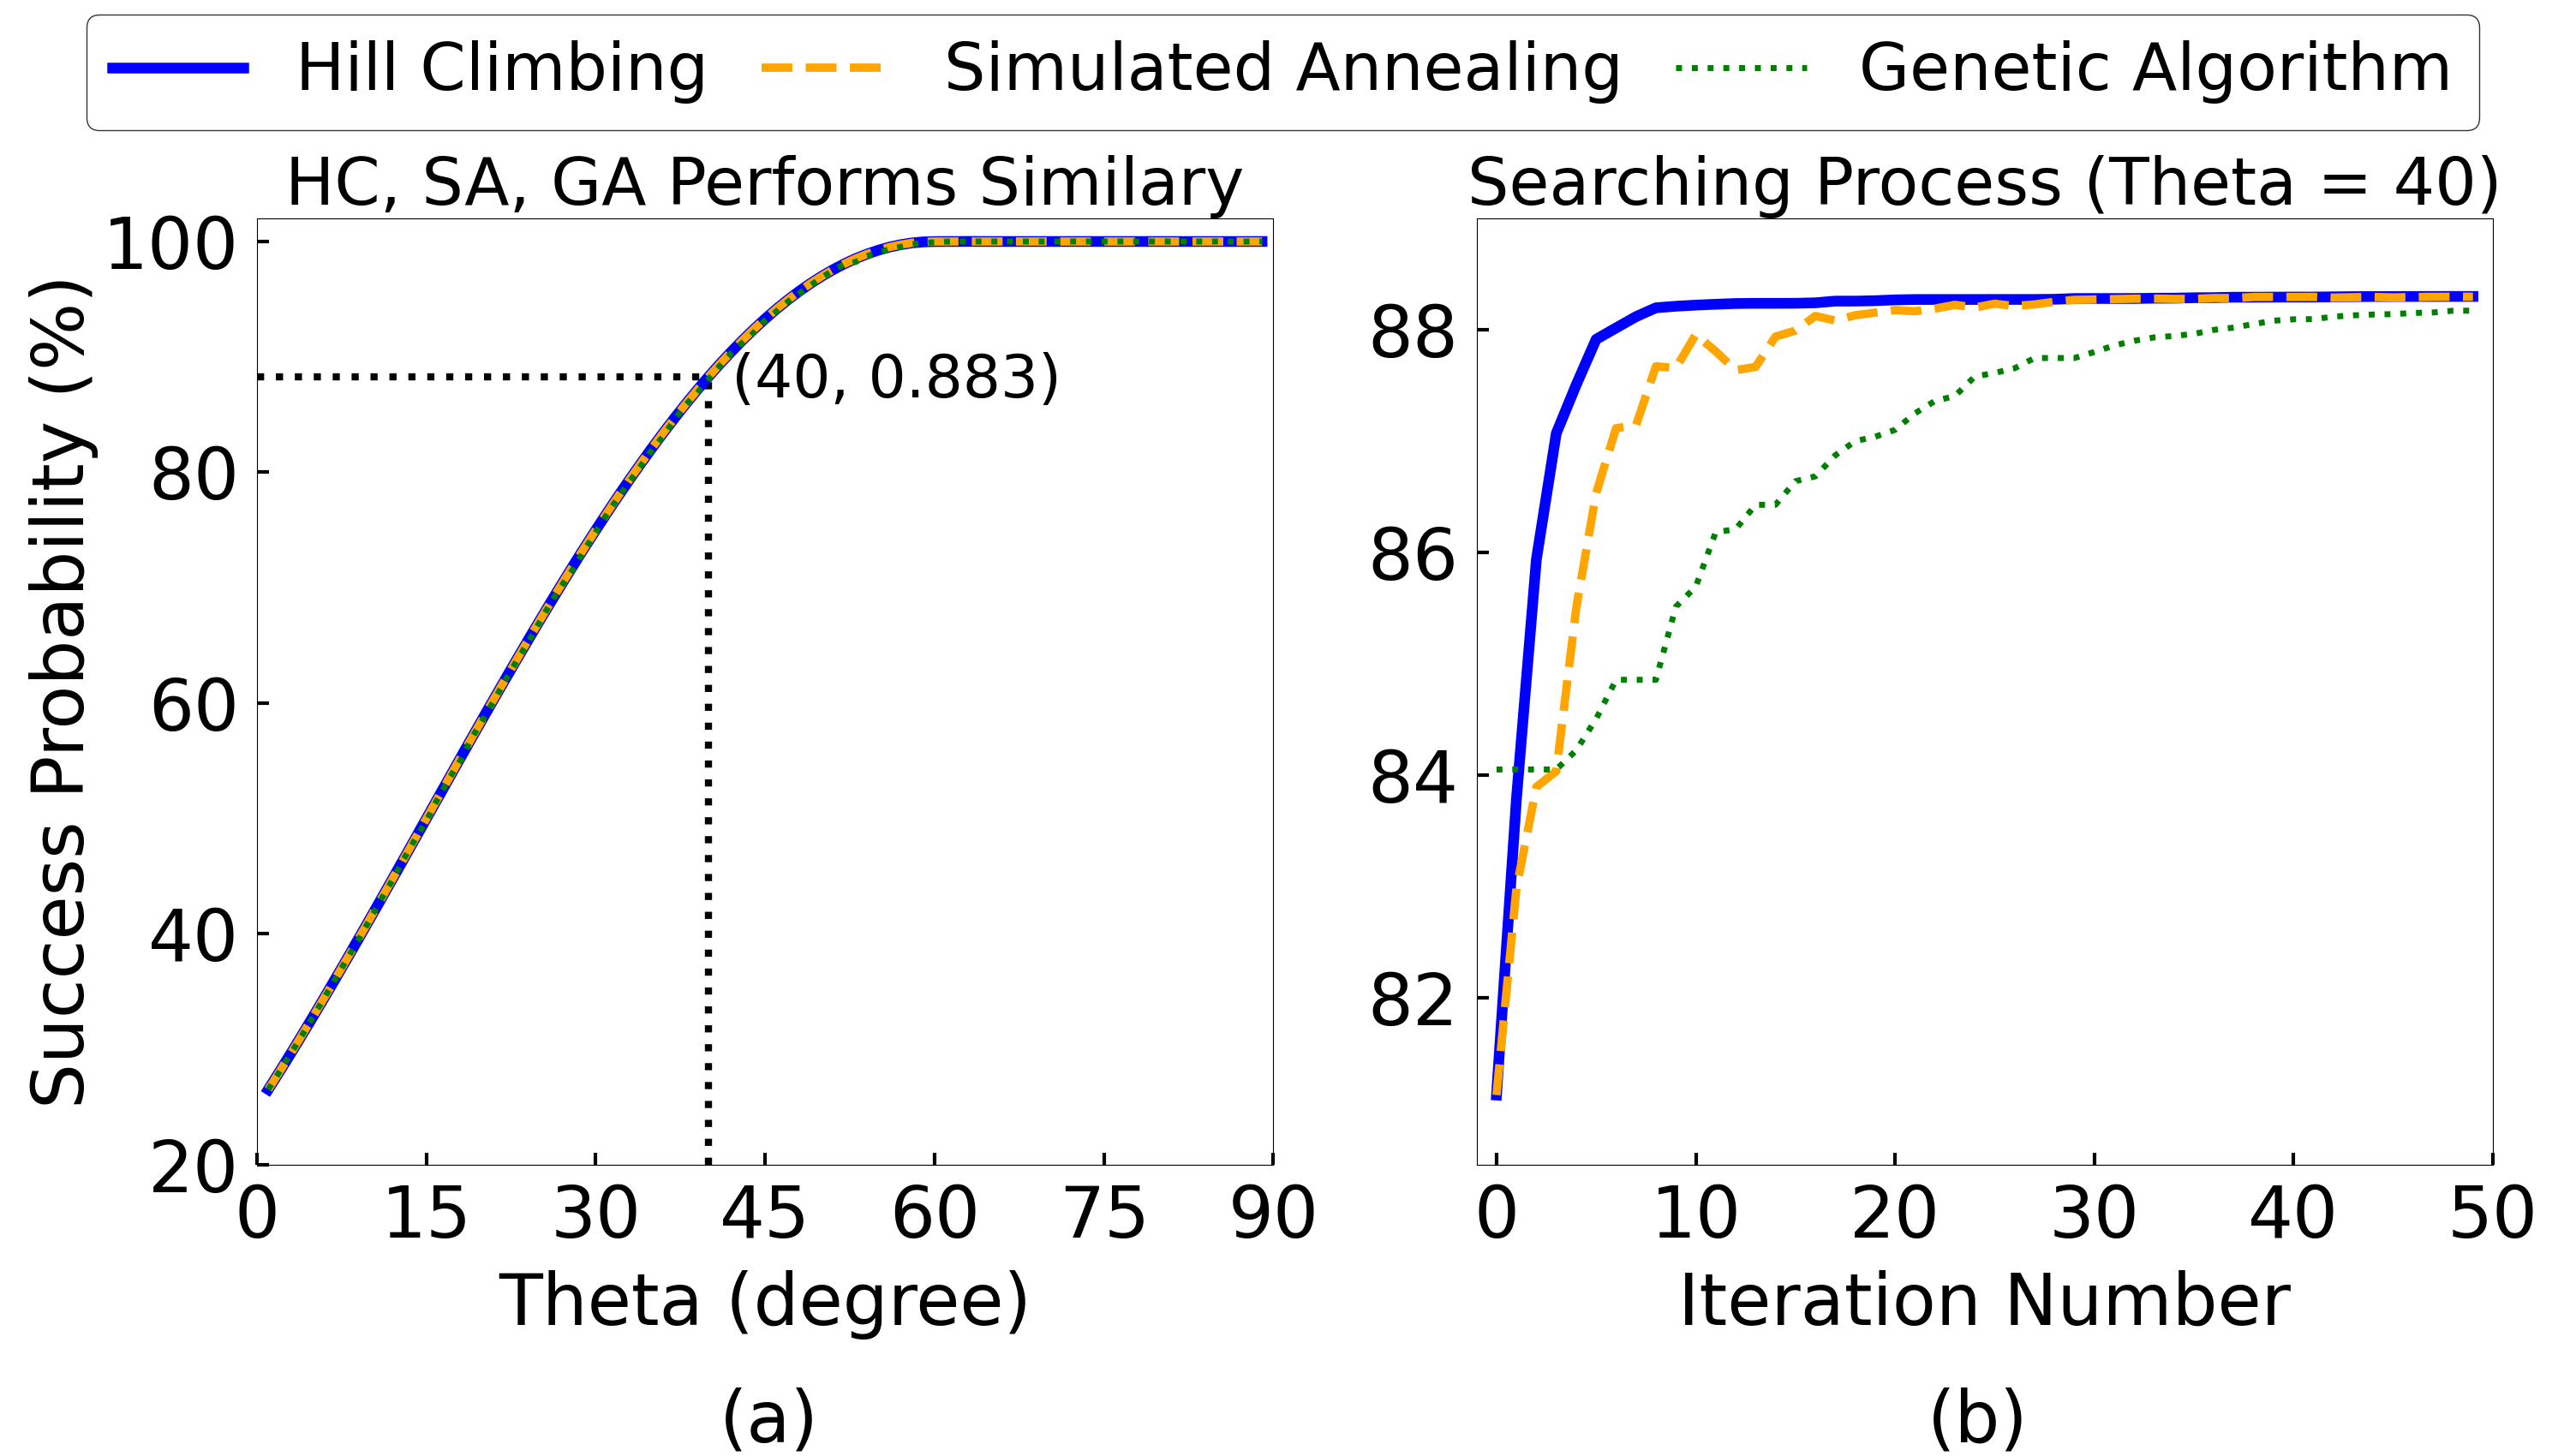 Hill Climbing Simulated Annealing Genetic Algorithm
HC, SA, GA Performs Similary
Searching Process (Theta = 40)
Success Probability (%)
100
80
60
40
20
(40, 0.883)
0 15 30 45 60 75 90
Theta (degree)
(a)
88
86
84
82
0 10 20 30 40 50
Iteration Number
(b)